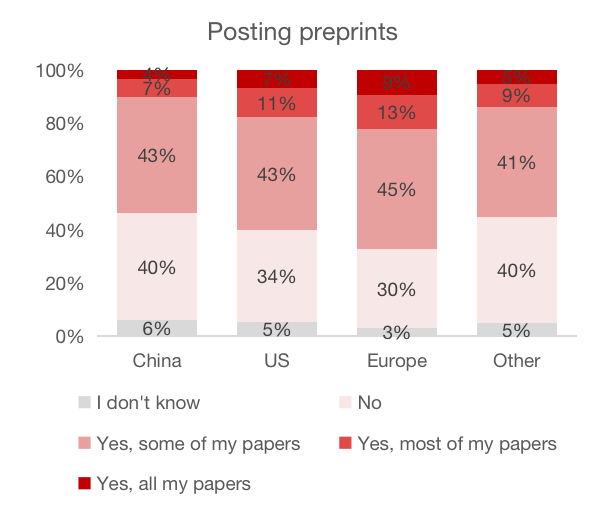 Posting preprints
100%
80%
60%
40%
20%
0%
4%
7%
43%
40%
6%
7%
11%
43%
34%
5%
13%
45%
30%
3%
5%
9%
41%
40%
5%
China
US
Europe
Other
I don't know
No
Yes, some of my papers
Yes, most of my papers
Yes, all my papers